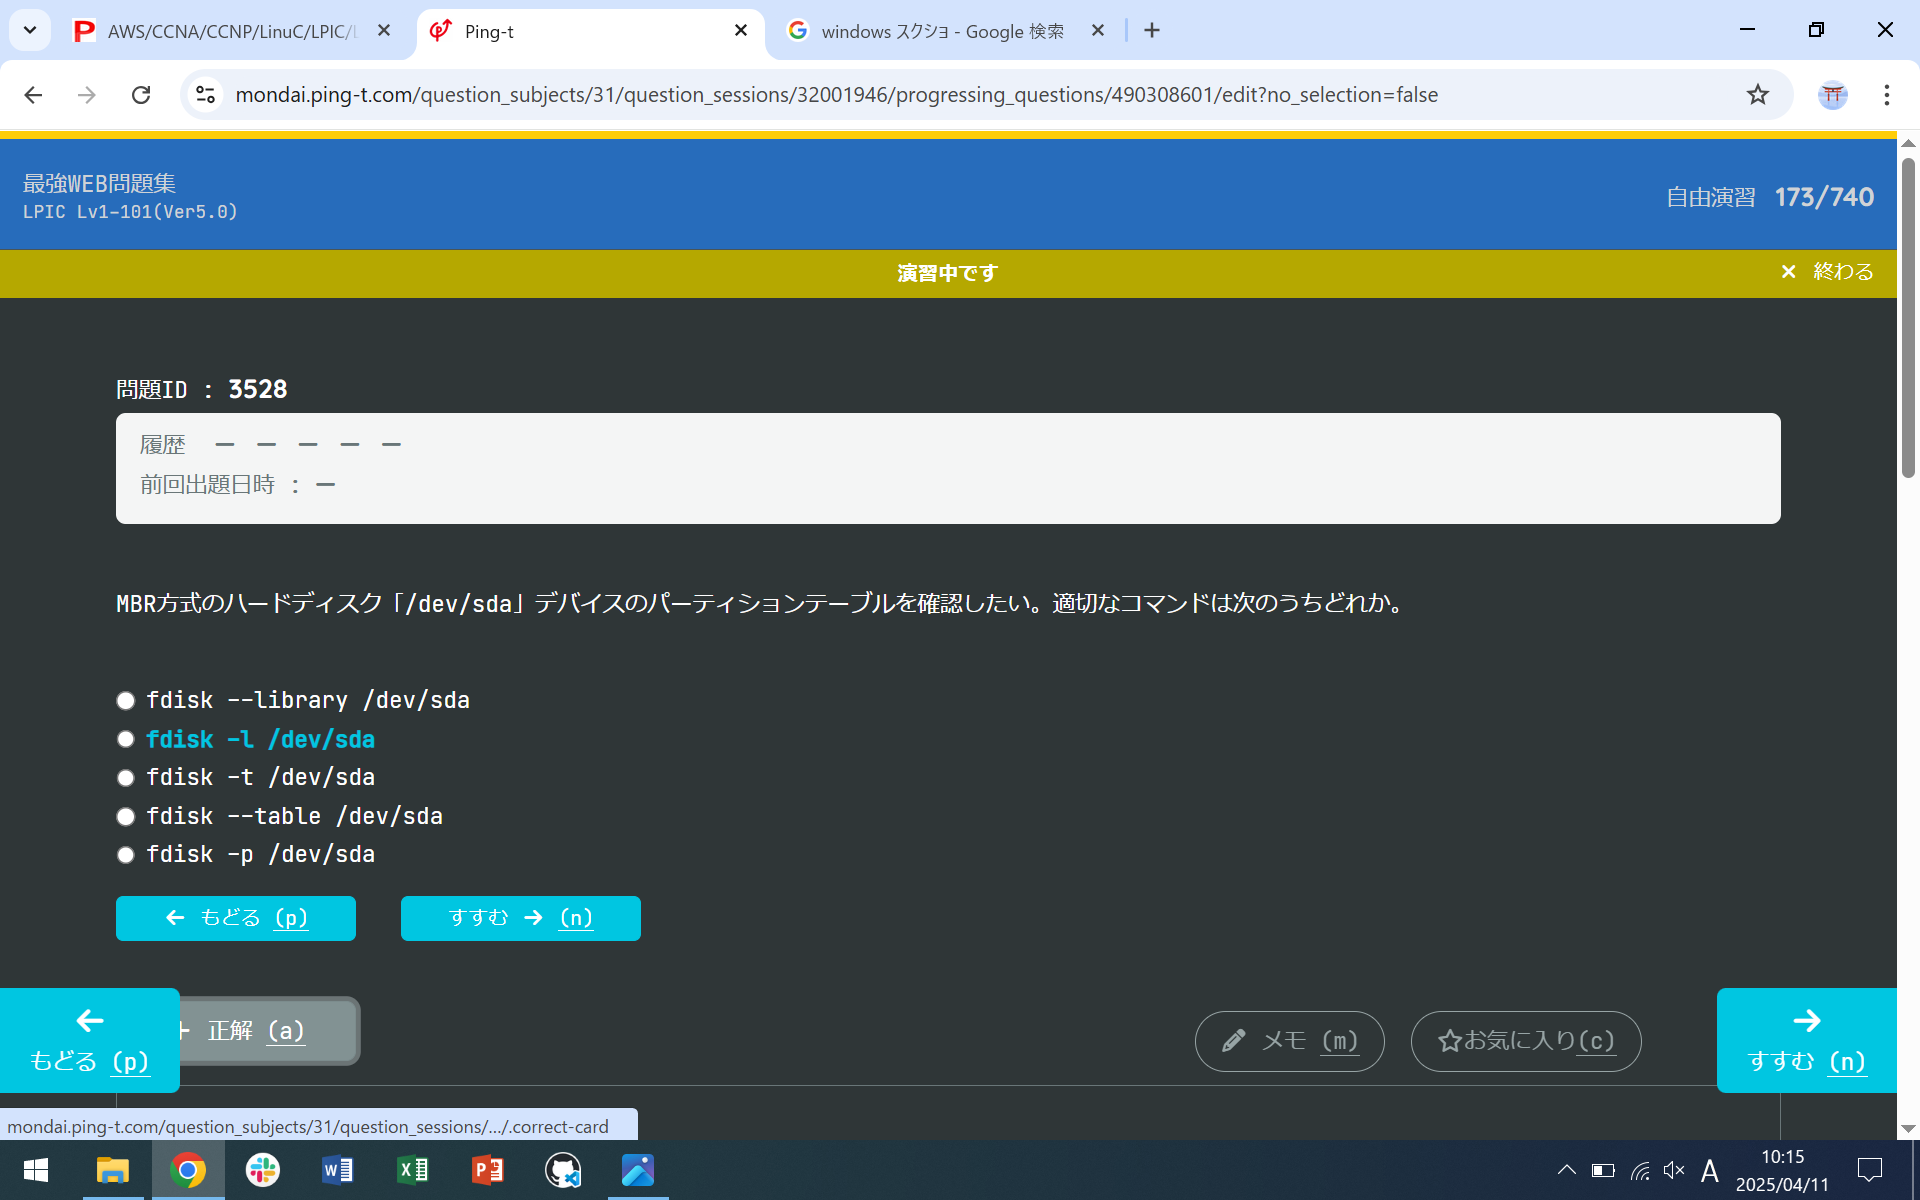 AWS/CCNA/CCNP/LinuC/LPIC/L
Ping-t
windows スクショ - Google 検索
mondai.ping-t.com/question_subjects/31/question_sessions/32001946/progressing_questions/490308601/edit?no_selection=false
最強WEB問題集
LPIC Lv1-101(Ver5.0)
自由演習 173/740
演習中です
× 終わる
問題ID : 3528
履歴 ー ー ー ー ー
前回出題日時 : ー
MBR方式のハードディスク「/dev/sda」デバイスのパーティションテーブルを確認したい。適切なコマンドは次のうちどれか。
fdisk --library /dev/sda
fdisk -l /dev/sda
fdisk -t /dev/sda
fdisk --table /dev/sda
fdisk -p /dev/sda
← もどる (p)
すすむ → (n)
← もどる (p)
正解 (a)
メモ (m)
☆お気に入り(c)
→ すすむ (n)
mondai.ping-t.com/question_subjects/31/question_sessions/.../.correct-card
A
10:15
2025/04/11